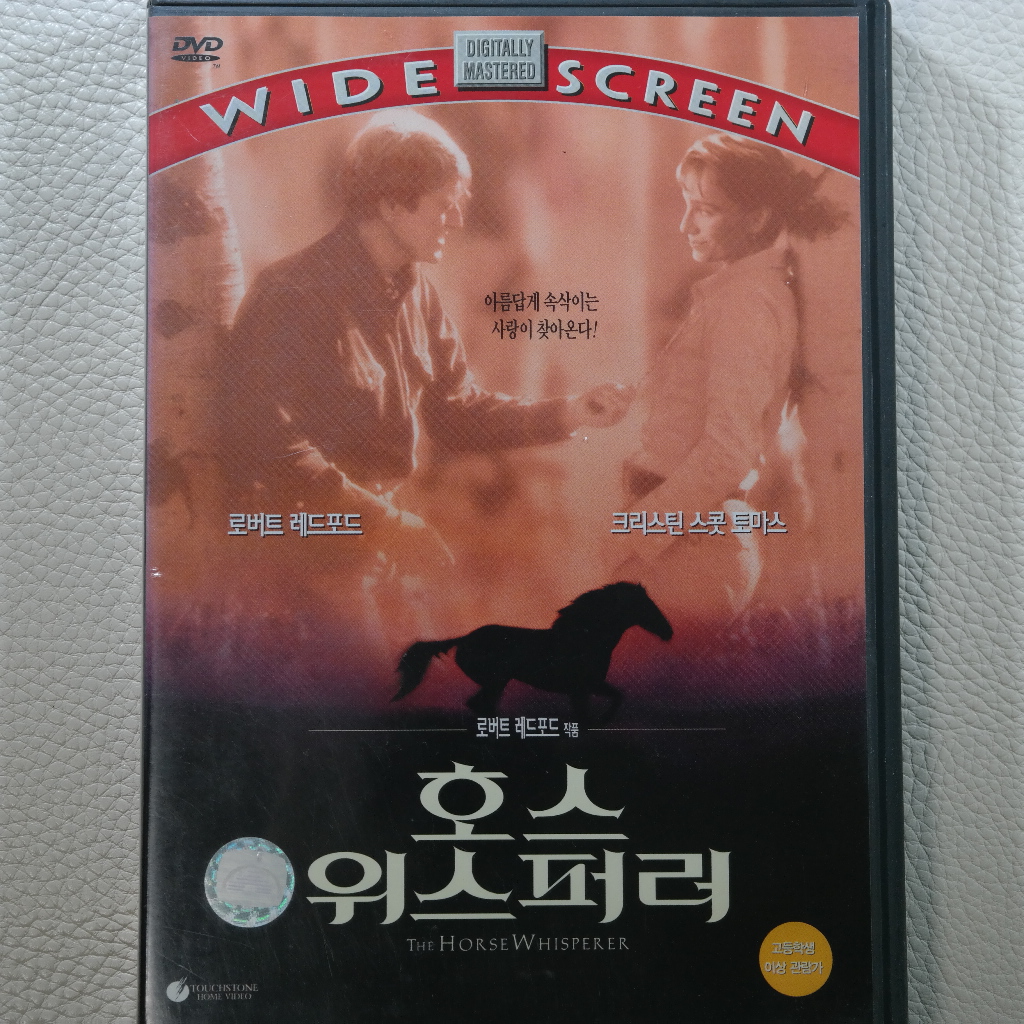 DVD
VIDEO
TM
WIDE DIGITALLY MASTERED SCREEN
아름답게 속삭이는
사랑이 찾아온다!
로버트 레드포드
크리스틴 스콧 토마스
로버트 레드포드 작품
호스
위스퍼러
THE HORSE WHISPERER
고등학생
이상 관람가
TOUCHSTONE
HOME VIDEO